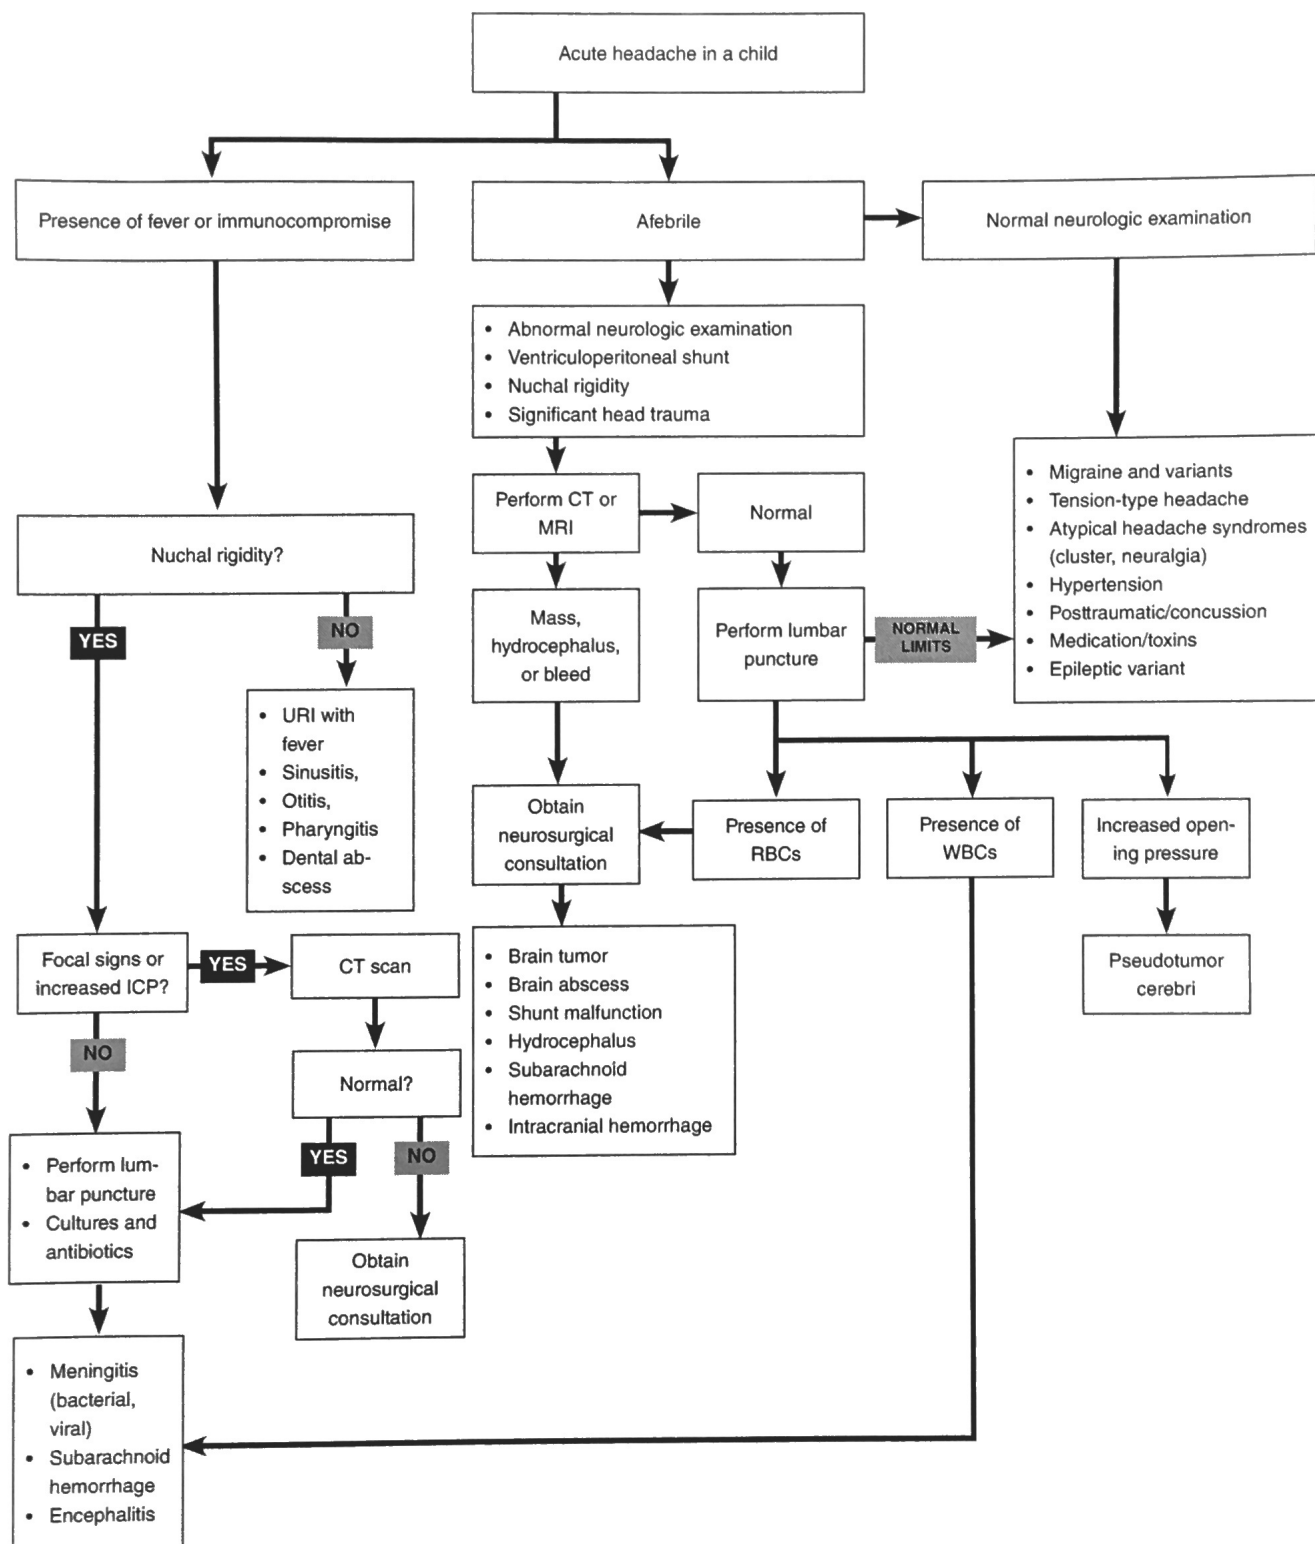 Acute headache in a child
Presence of fever or immunocompromise
Afebrile
Normal neurologic examination
• Abnormal neurologic examination
• Ventriculoperitoneal shunt
• Nuchal rigidity
• Significant head trauma
• Migraine and variants
• Tension-type headache
• Atypical headache syndromes
(cluster, neuralgia)
• Hypertension
• Posttraumatic/concussion
• Medication/toxins
• Epileptic variant
Perform CT or
MRI
Normal
Nuchal rigidity?
YES
NO
Mass,
hydrocephalus,
or bleed
Perform lumbar
puncture
NORMAL
LIMITS
• URI with
fever
• Sinusitis,
• Otitis,
• Pharyngitis
• Dental ab-
scess
Obtain
neurosurgical
consultation
Presence of
RBCs
Presence of
WBCs
Increased open-
ing pressure
Focal signs or
increased ICP?
YES
CT scan
• Brain tumor
• Brain abscess
• Shunt malfunction
• Hydrocephalus
• Subarachnoid
hemorrhage
• Intracranial hemorrhage
Pseudotumor
cerebri
NO
Normal?
YES
NO
• Perform lum-
bar puncture
• Cultures and
antibiotics
Obtain
neurosurgical
consultation
• Meningitis
(bacterial,
viral)
• Subarachnoid
hemorrhage
• Encephalitis